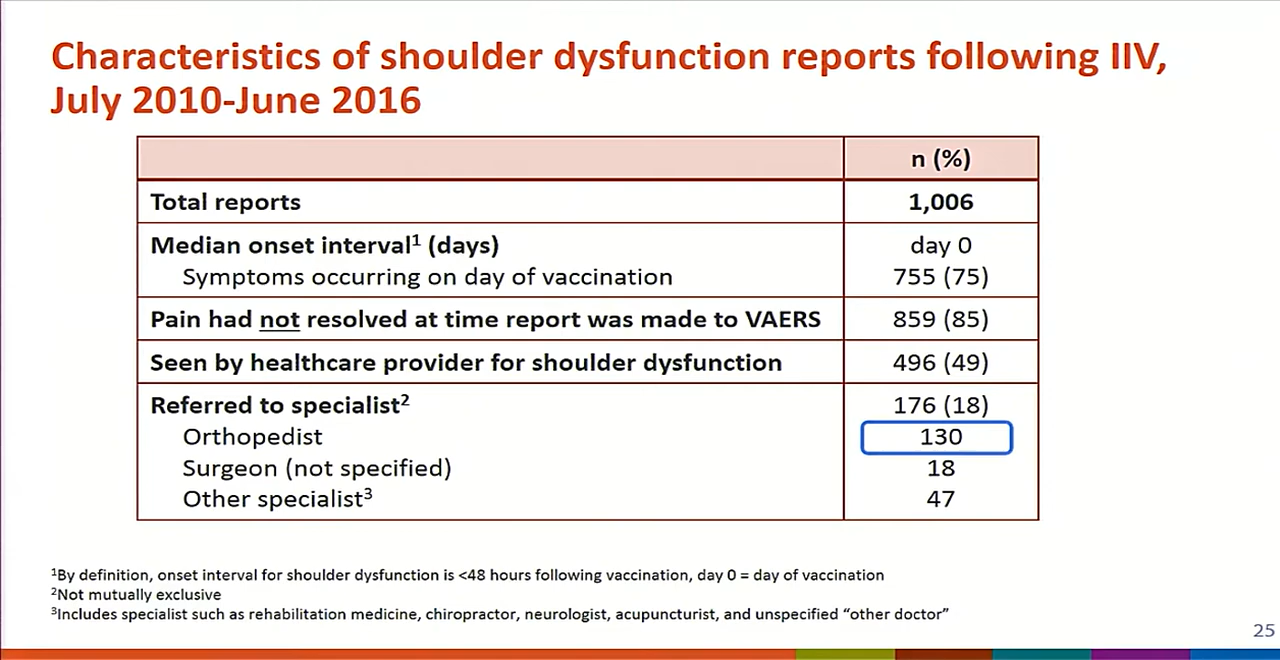 Characteristics of shoulder dysfunction reports following IIV,
July 2010-June 2016
n (%)
Total reports 1,006
Median onset interval¹ (days) day 0
Symptoms occurring on day of vaccination 755 (75)
Pain had not resolved at time report was made to VAERS 859 (85)
Seen by healthcare provider for shoulder dysfunction 496 (49)
Referred to specialist² 176 (18)
Orthopedist 130
Surgeon (not specified) 18
Other specialist³ 47
¹By definition, onset interval for shoulder dysfunction is <48 hours following vaccination, day 0 = day of vaccination
²Not mutually exclusive
³Includes specialist such as rehabilitation medicine, chiropractor, neurologist, acupuncturist, and unspecified “other doctor”
25